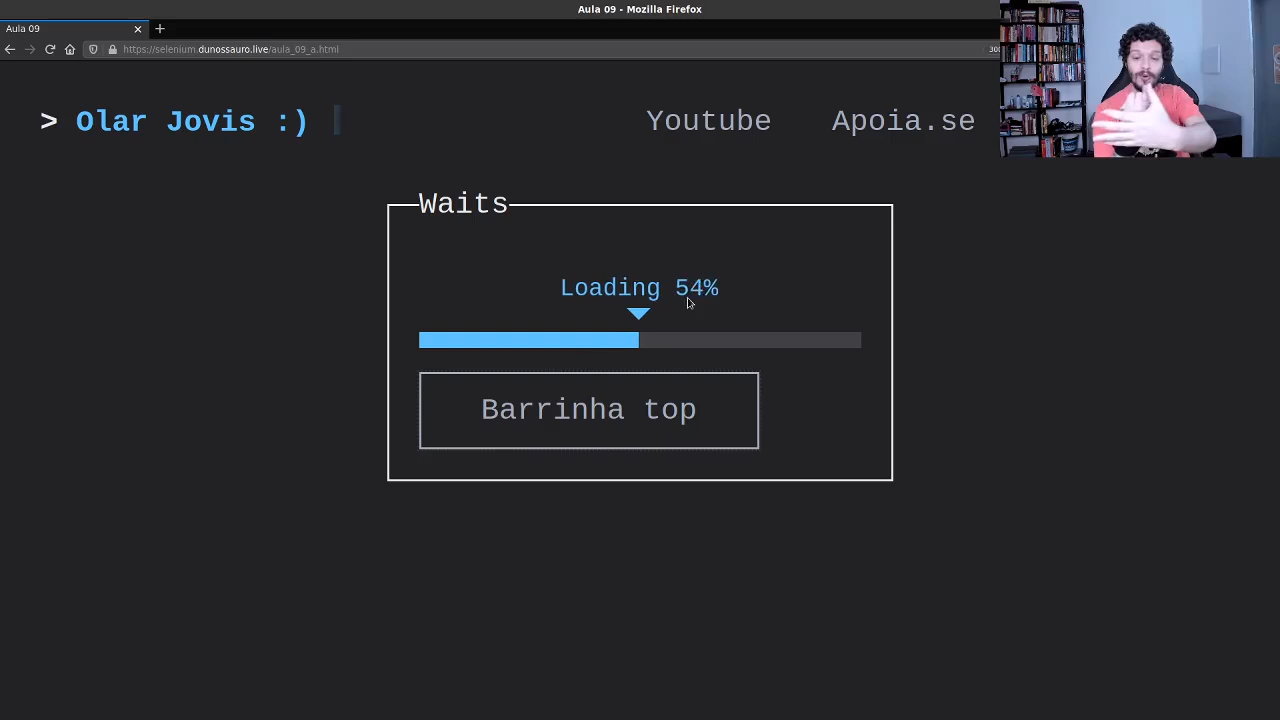 Aula 09 - Mozilla Firefox
Aula 09
https://selenium.dunossauro.live/aula_09_a.html
300
> Olar Jovis :)
Youtube
Apoia.se
Waits
Loading 54%
Barrinha top